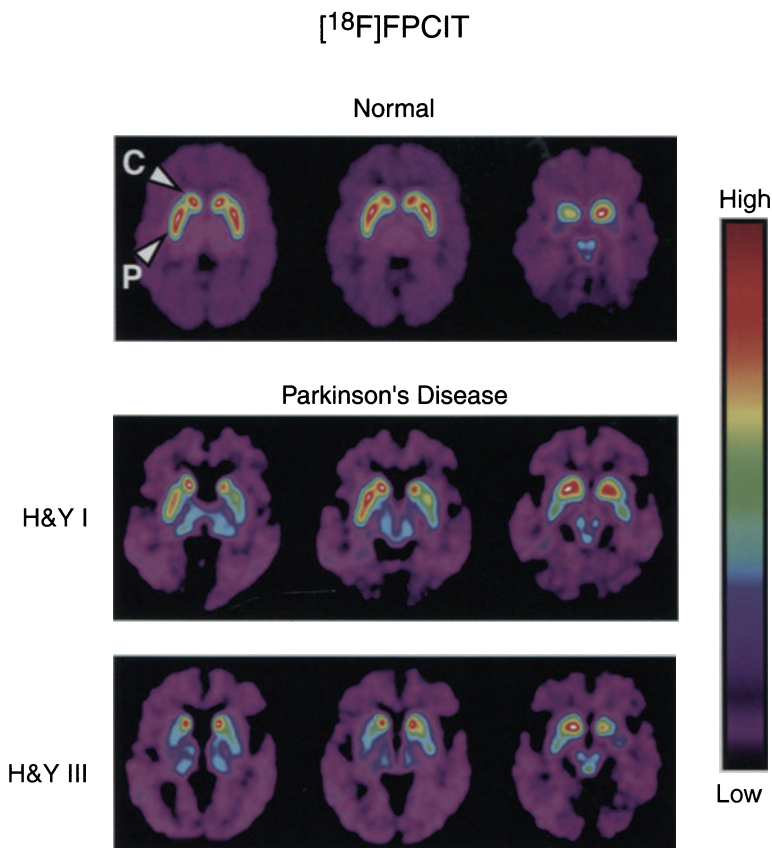 [¹⁸F]FPCIT
Normal
C
P
High
Parkinson's Disease
H&Y I
H&Y III
Low